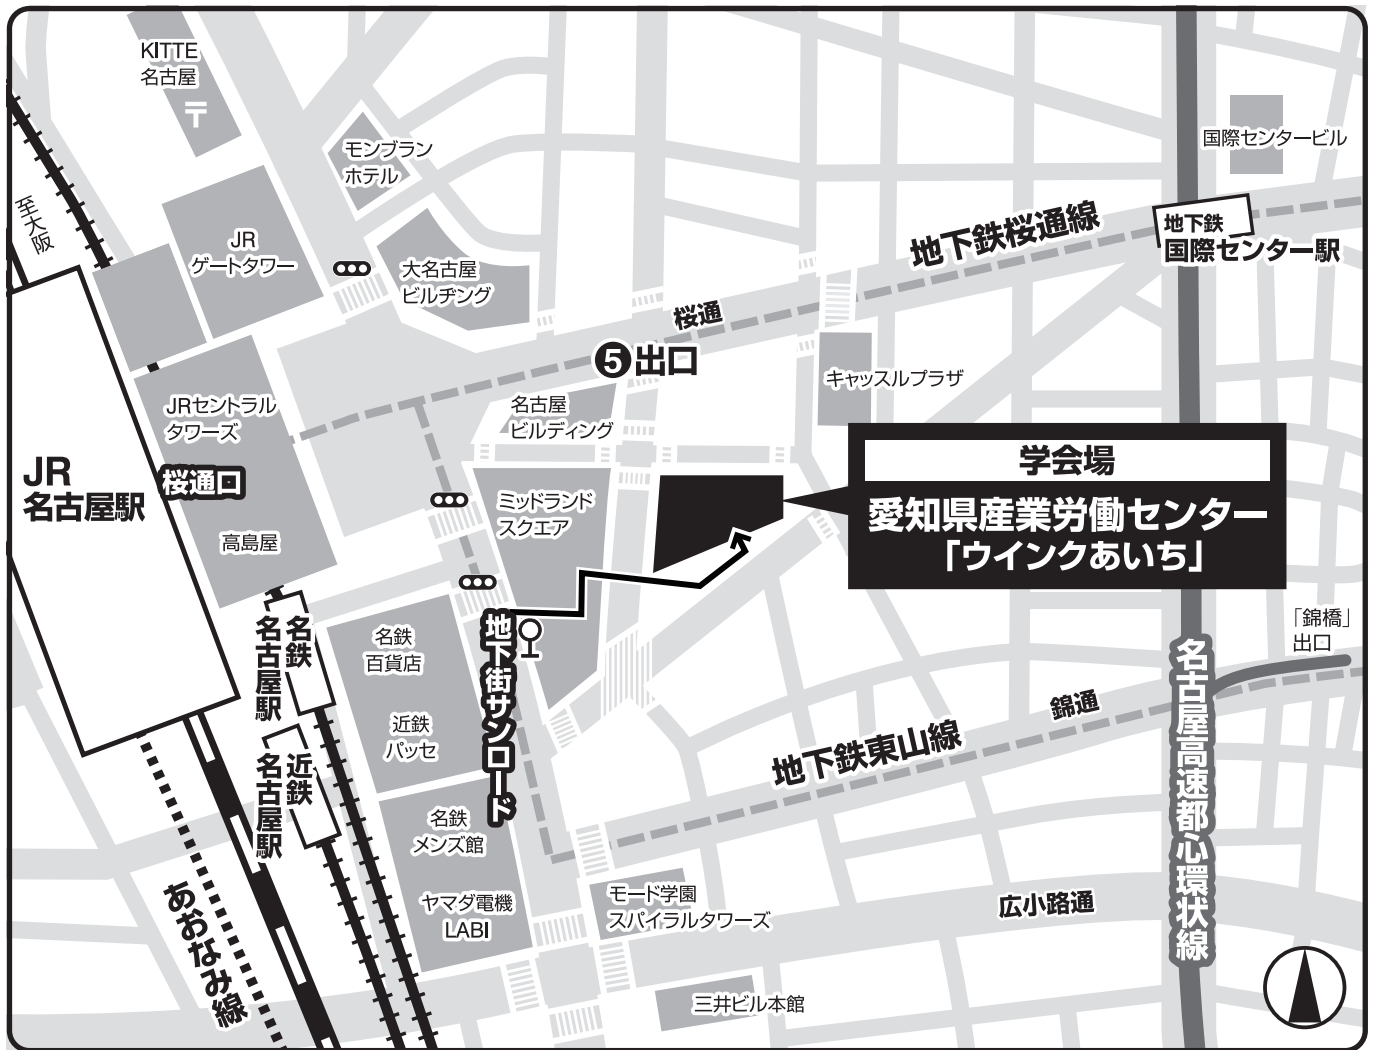 KITTE
名古屋
〒
至大阪
モンブラン
ホテル
JR
ゲートタワー
大名古屋
ビルヂング
国際センタービル
地下鉄桜通線
地下鉄
国際センター駅
桜通
❺出口
キャッスルプラザ
JRセントラル
タワーズ
名古屋
ビルディング
JR
名古屋駅
桜通口
高島屋
ミッドランド
スクエア
学会場
愛知県産業労働センター
「ウインクあいち」
名鉄
名古屋駅
名鉄
百貨店
地下街サンロード
「錦橋」
出口
近鉄
パッセ
近鉄
名古屋駅
錦通
地下鉄東山線
名古屋高速都心環状線
名鉄
メンズ館
ヤマダ電機
LABI
モード学園
スパイラルタワーズ
広小路通
あおなみ線
三井ビル本館